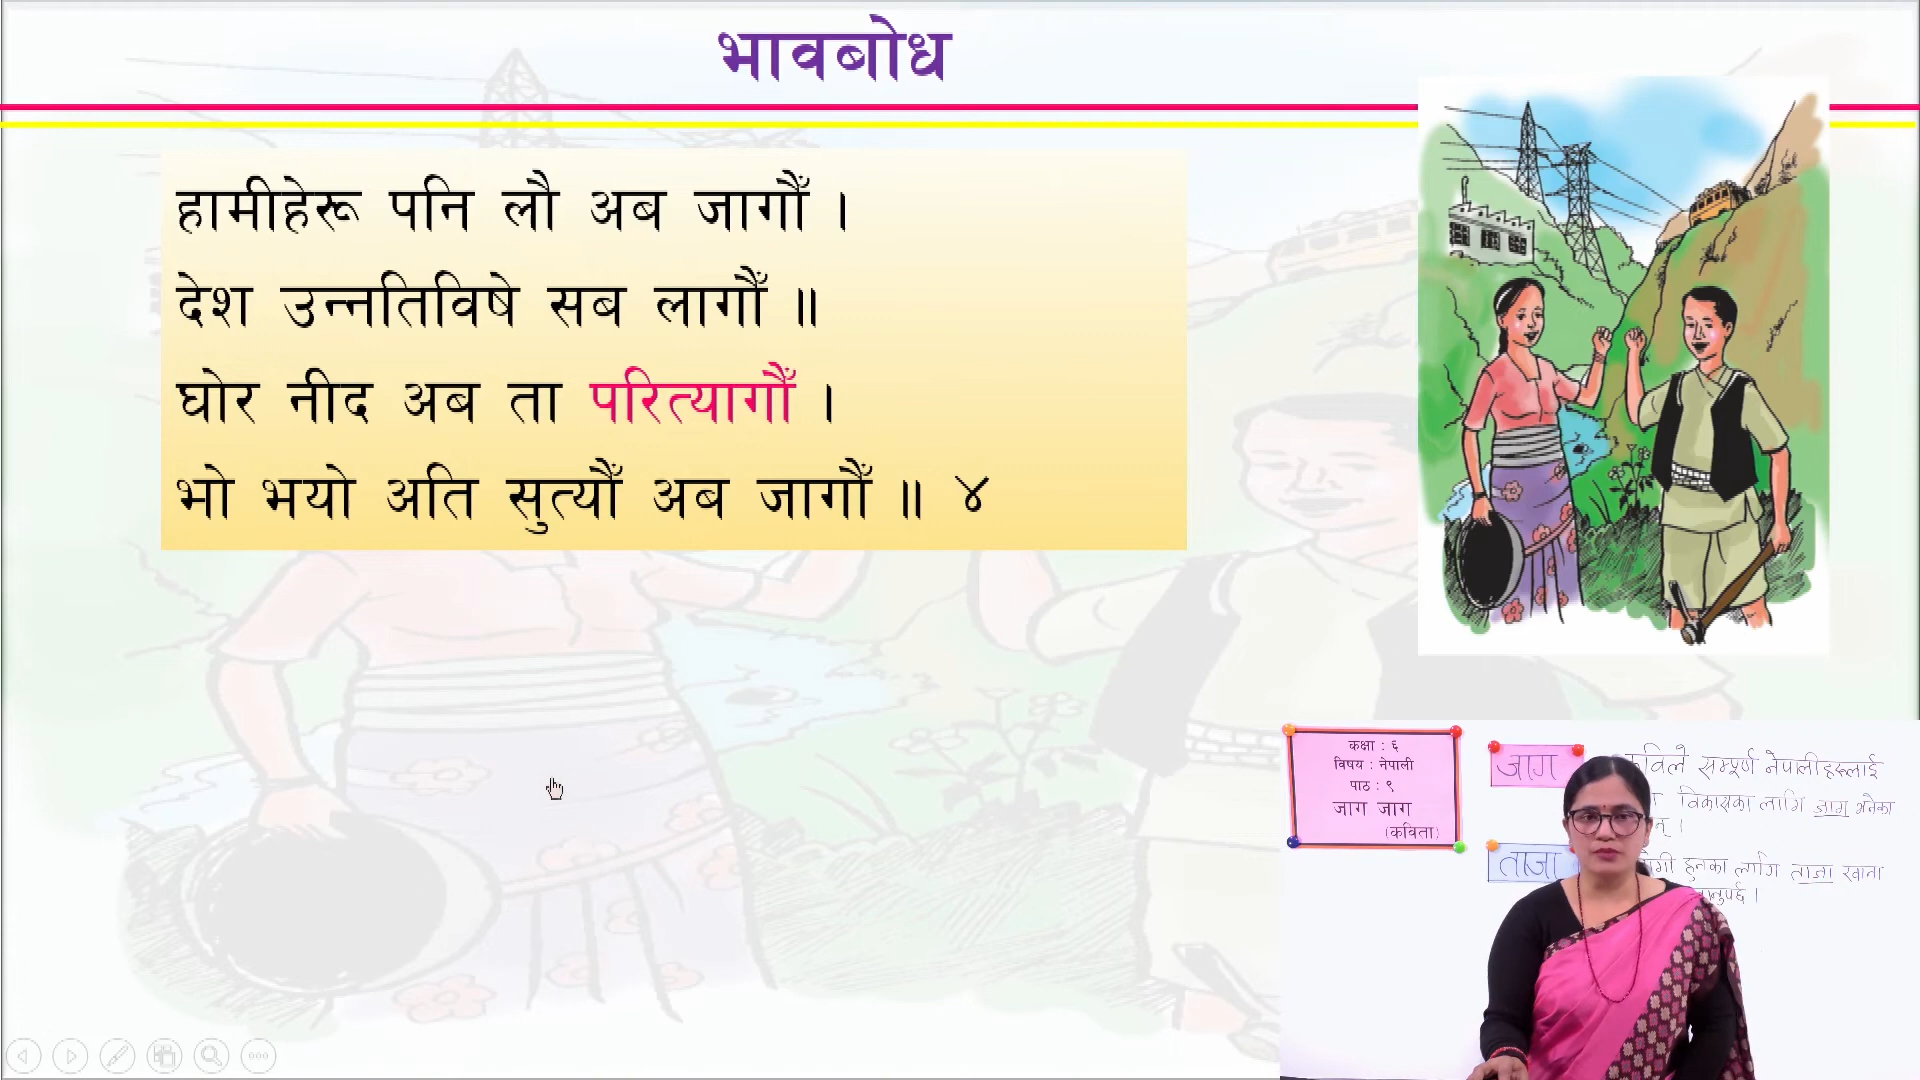 भावबोध
हामीहेरू पनि लौ अब जागौँ ।
देश उन्नतिविषे सब लागौँ ॥
घोर नीद अब ता परित्यागौँ ।
भो भयो अति सुत्यौँ अब जागौँ ॥ ४
कक्षा : ६
विषय : नेपाली
पाठ : ९
जाग जाग
(कविता)
जाग
सम्पूर्ण नेपालीहरूलाई
विकासका लागि जाग भनेका
ताजा
हुनका लागि ताजा खाना